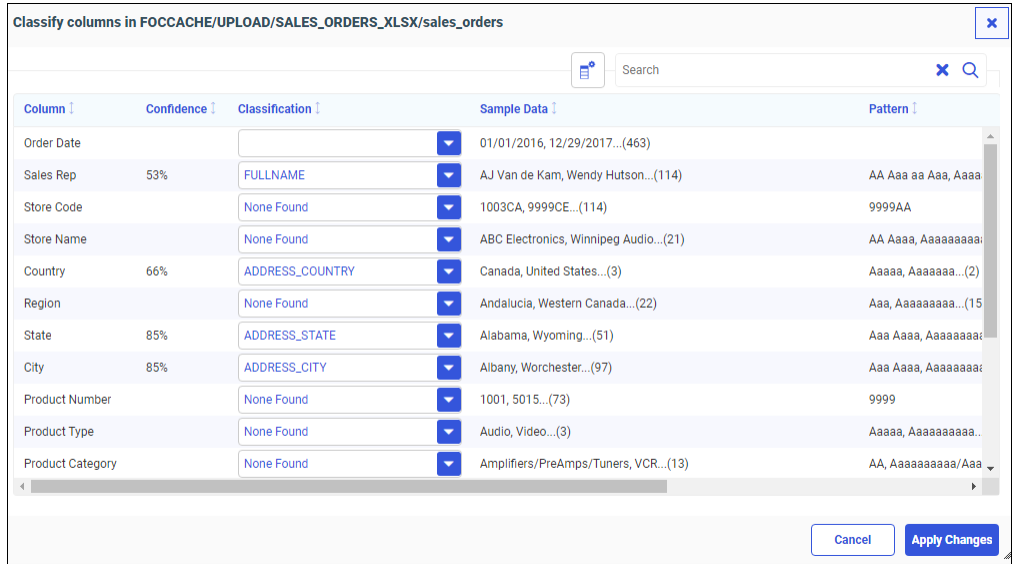 Classify columns in FOCCACHE/UPLOAD/SALES_ORDERS_XLSX/sales_orders
Search
Column Confidence Classification Sample Data Pattern
Order Date 01/01/2016, 12/29/2017...(463)
Sales Rep 53% FULLNAME AJ Van de Kam, Wendy Hutson...(114) AA Aaa aa Aaa, Aaaa
Store Code None Found 1003CA, 9999CE...(114) 9999AA
Store Name None Found ABC Electronics, Winnipeg Audio...(21) AA Aaaa, Aaaaaaaaa
Country 66% ADDRESS_COUNTRY Canada, United States...(3) Aaaaa, Aaaaaaa...(2)
Region None Found Andalucia, Western Canada...(22) Aaa, Aaaaaaaaa...(15
State 85% ADDRESS_STATE Alabama, Wyoming...(51) Aaa Aaaa, Aaaaaaaaa
City 85% ADDRESS_CITY Albany, Worchester...(97) Aaa Aaaa, Aaaaaaaaa
Product Number None Found 1001, 5015...(73) 9999
Product Type None Found Audio, Video...(3) Aaaaa, Aaaaaaaaaa..
Product Category None Found Amplifiers/PreAmps/Tuners, VCR...(13) AA, Aaaaaaaaaa/Aaa
Cancel Apply Changes